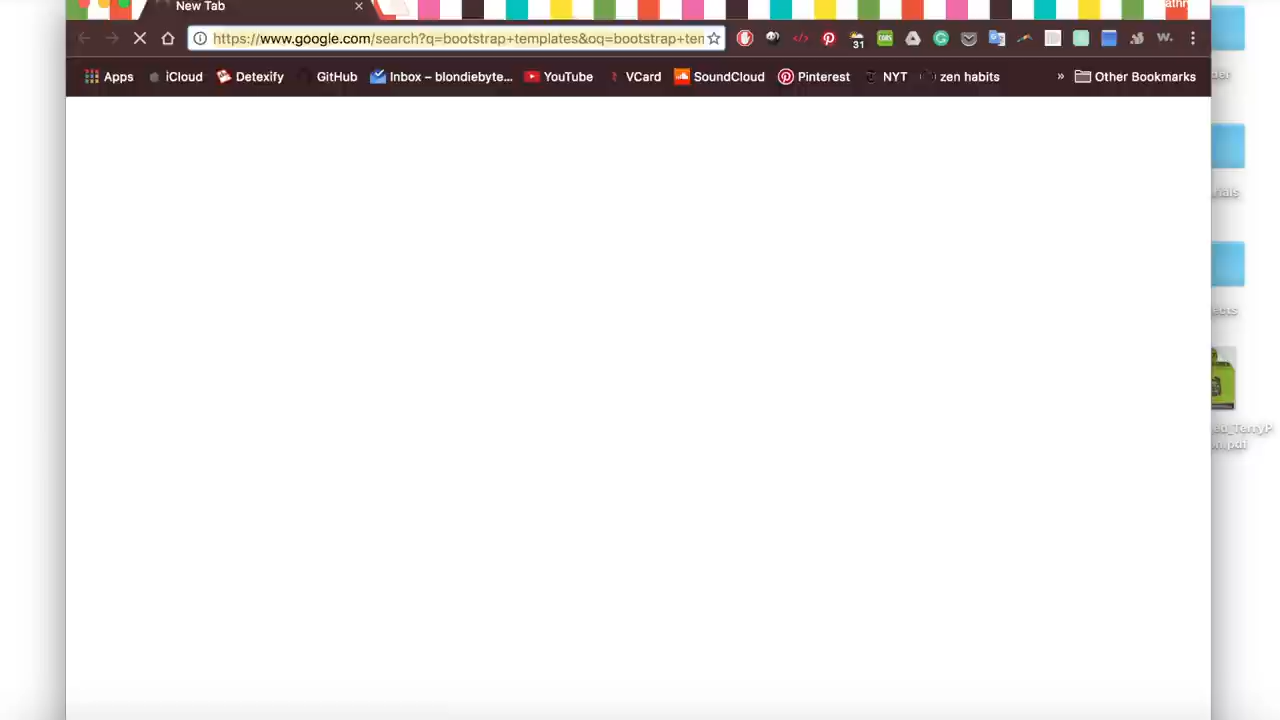 New Tab
https://www.google.com/search?q=bootstrap+templates&oq=bootstrap+ten
31
Apps
iCloud
Detexify
GitHub
Inbox – blondiebyte...
YouTube
VCard
SoundCloud
Pinterest
NYT
zen habits
»
Other Bookmarks